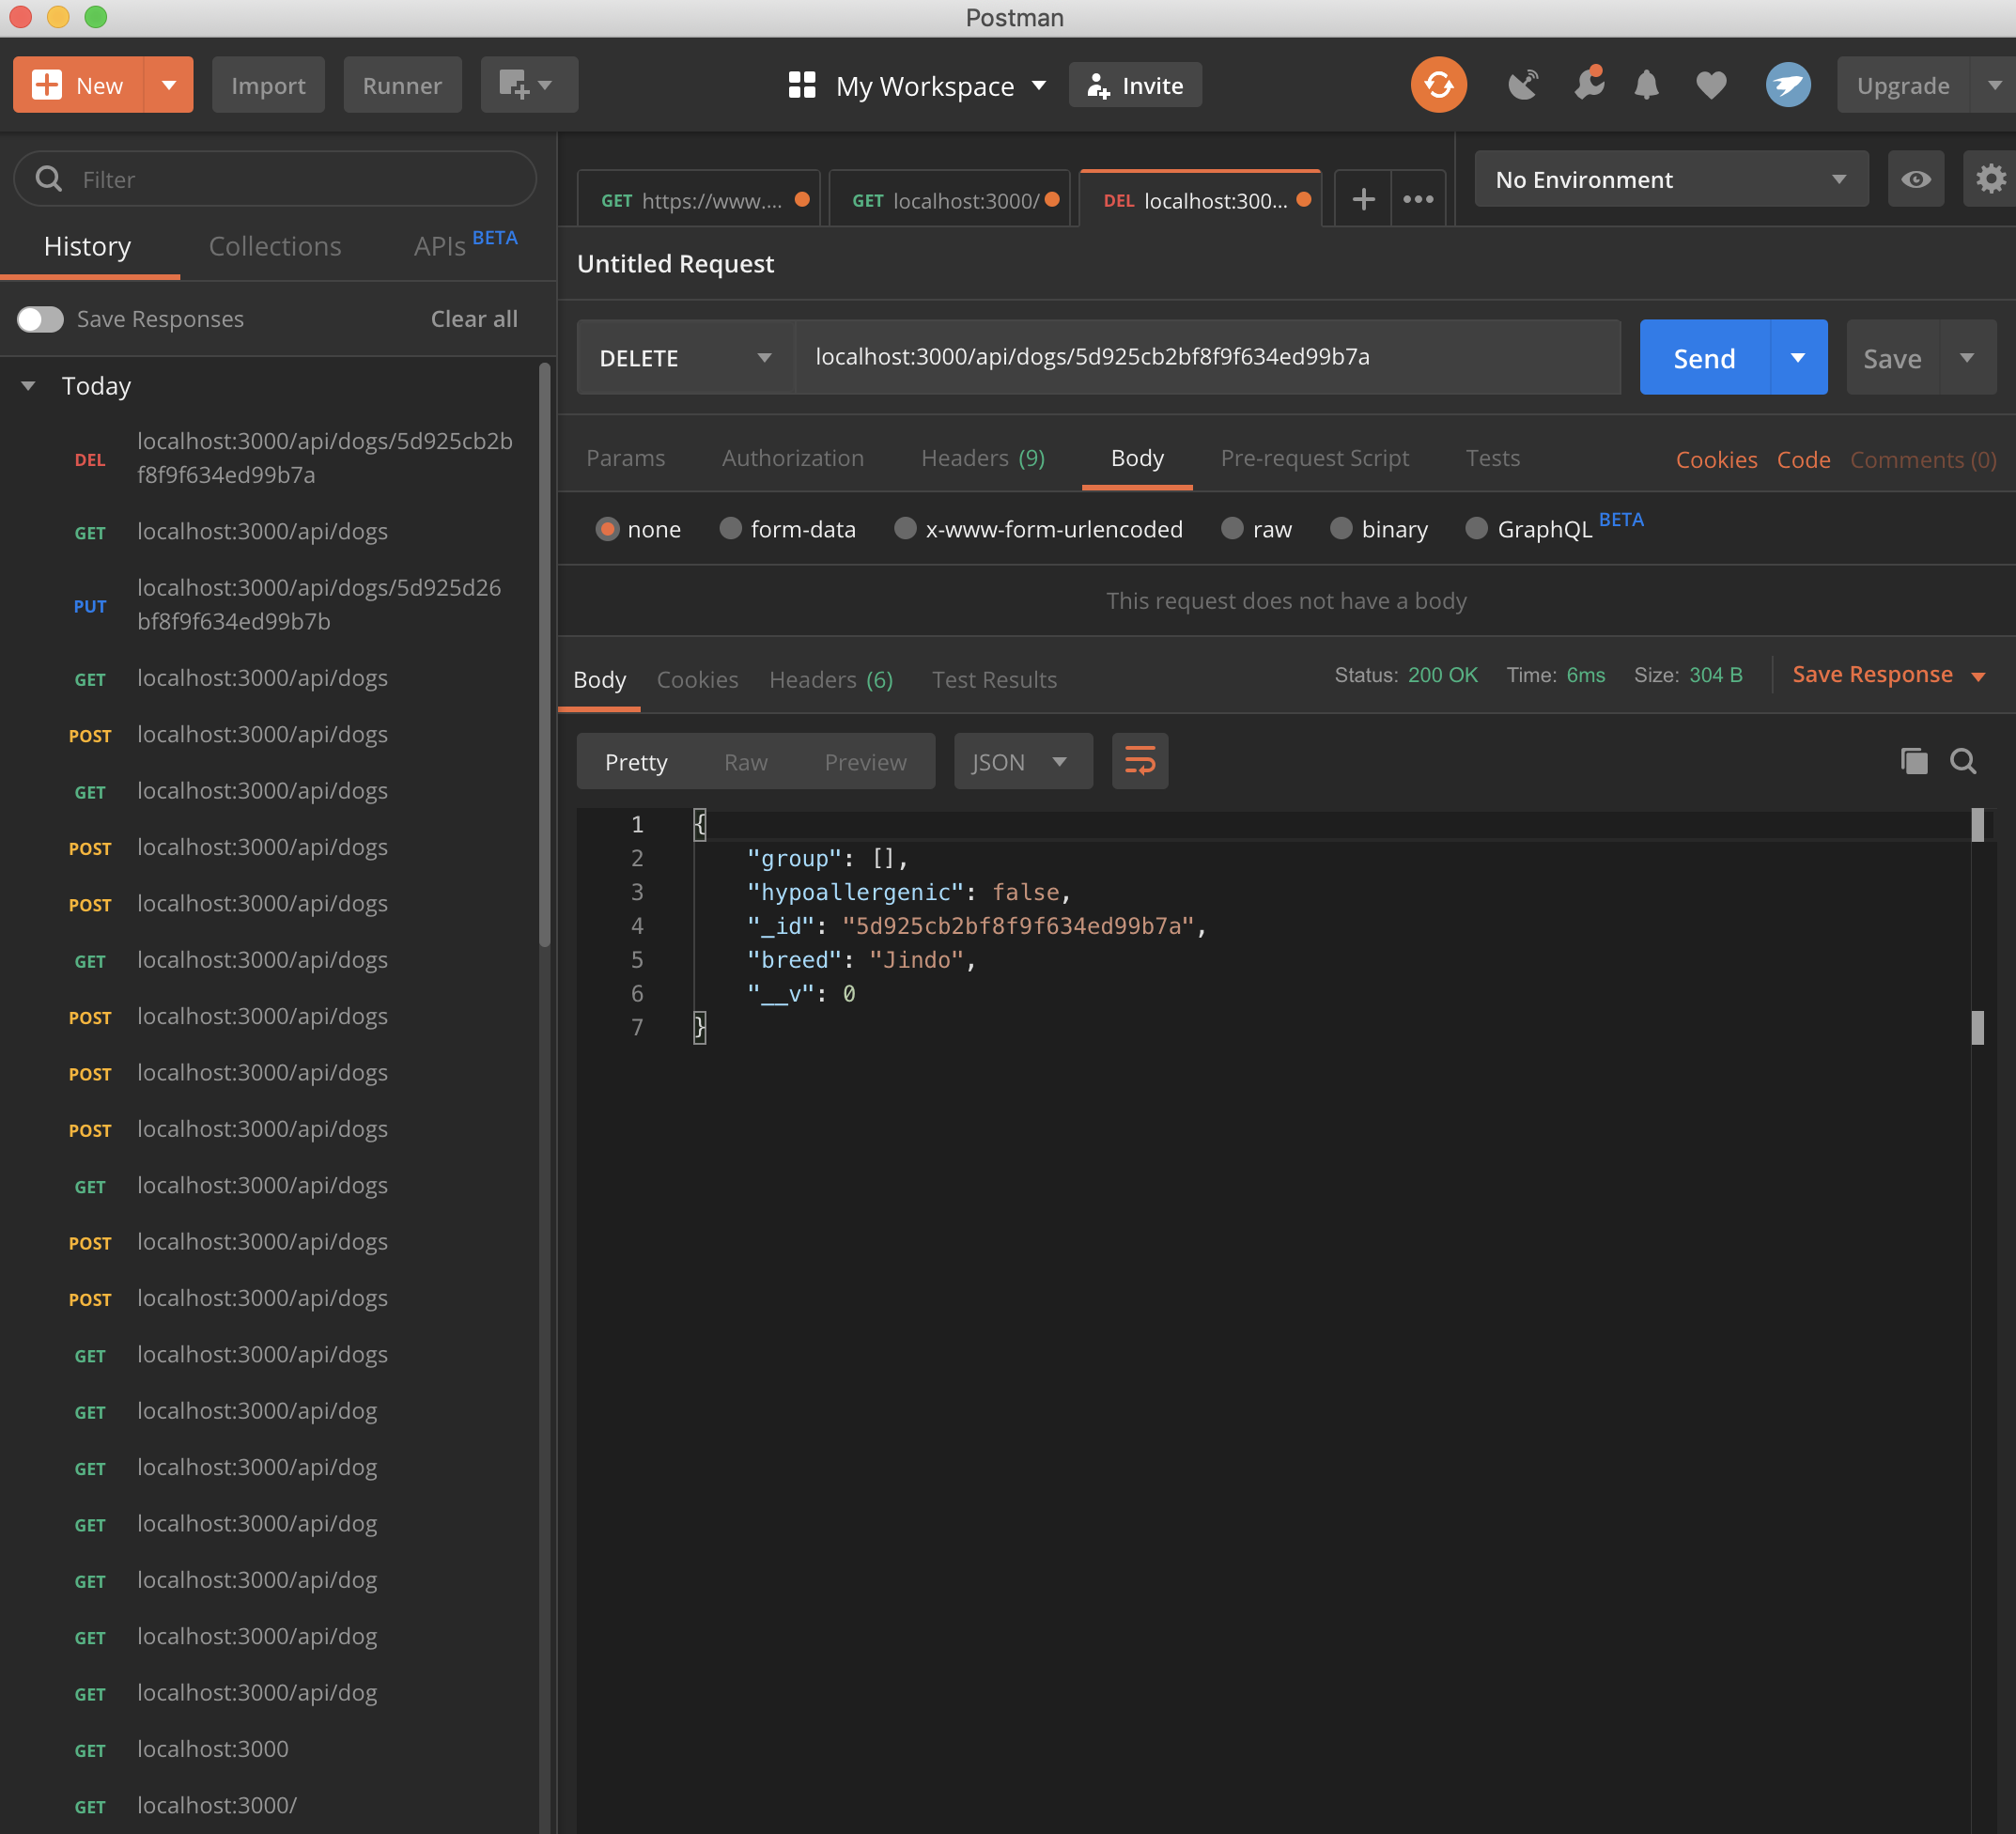 Postman
New
Import
Runner
My Workspace
Invite
Upgrade
Filter
History
Collections
APIs BETA
Save Responses
Clear all
Today
DEL localhost:3000/api/dogs/5d925cb2b
f8f9f634ed99b7a
GET localhost:3000/api/dogs
PUT localhost:3000/api/dogs/5d925d26
bf8f9f634ed99b7b
GET localhost:3000/api/dogs
POST localhost:3000/api/dogs
GET localhost:3000/api/dogs
POST localhost:3000/api/dogs
POST localhost:3000/api/dogs
GET localhost:3000/api/dogs
POST localhost:3000/api/dogs
POST localhost:3000/api/dogs
POST localhost:3000/api/dogs
GET localhost:3000/api/dogs
POST localhost:3000/api/dogs
POST localhost:3000/api/dogs
GET localhost:3000/api/dogs
GET localhost:3000/api/dog
GET localhost:3000/api/dog
GET localhost:3000/api/dog
GET localhost:3000/api/dog
GET localhost:3000/api/dog
GET localhost:3000/api/dog
GET localhost:3000
GET localhost:3000/
GET https://www....
GET localhost:3000/
DEL localhost:300...
No Environment
Untitled Request
DELETE
localhost:3000/api/dogs/5d925cb2bf8f9f634ed99b7a
Send
Save
Params
Authorization
Headers (9)
Body
Pre-request Script
Tests
Cookies
Code
Comments (0)
none
form-data
x-www-form-urlencoded
raw
binary
GraphQL BETA
This request does not have a body
Body
Cookies
Headers (6)
Test Results
Status: 200 OK
Time: 6ms
Size: 304 B
Save Response
Pretty
Raw
Preview
JSON
1 {
2 "group": [],
3 "hypoallergenic": false,
4 "_id": "5d925cb2bf8f9f634ed99b7a",
5 "breed": "Jindo",
6 "__v": 0
7 }